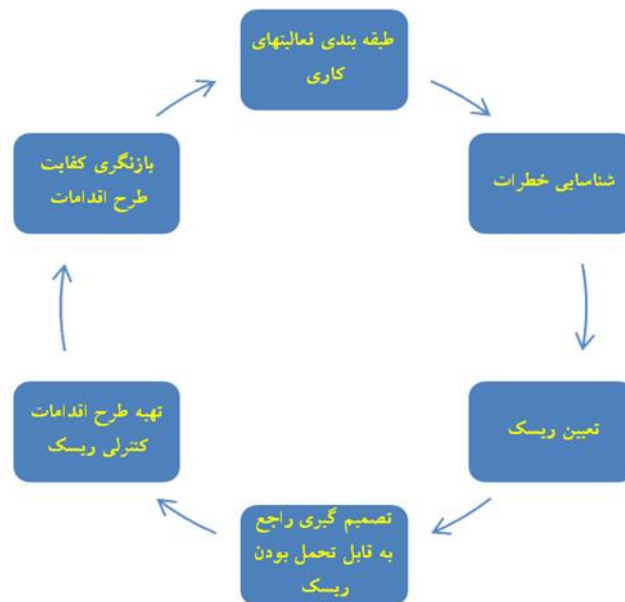 طبقه بندی فعالیتهای
کاری
شناسایی خطرات
تعیین ریسک
تصمیم گیری راجع
به قابل تحمل بودن
ریسک
تهیه طرح اقدامات
کنترلی ریسک
بازنگری کفایت
طرح اقدامات